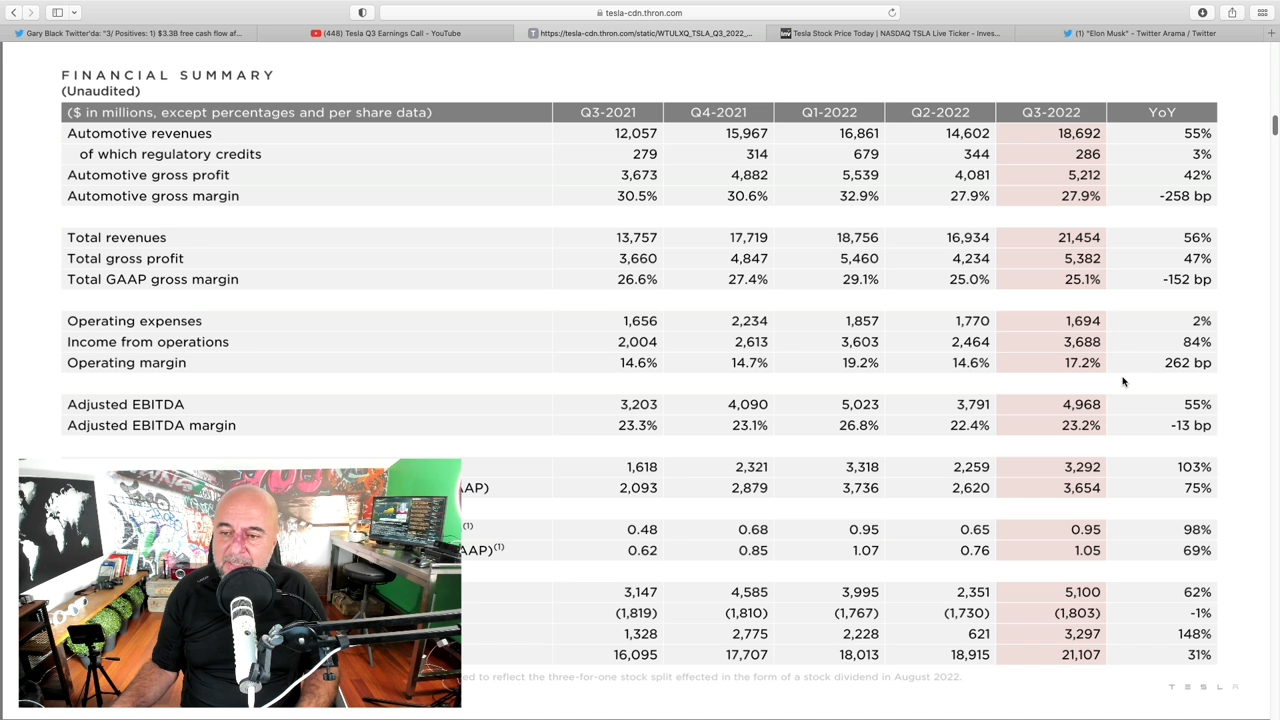 tesla-cdn.thron.com
Gary Black Twitter'da: "3/ Positives: 1) $3.3B free cash flow af...
(448) Tesla Q3 Earnings Call - YouTube
https://tesla-cdn.thron.com/static/WTULXQ_TSLA_Q3_2022_...
Tesla Stock Price Today | NASDAQ TSLA Live Ticker - Inves...
(1) "Elon Musk" - Twitter Arama / Twitter
FINANCIAL SUMMARY
(Unaudited)
($ in millions, except percentages and per share data) Q3-2021 Q4-2021 Q1-2022 Q2-2022 Q3-2022 YoY
Automotive revenues 12,057 15,967 16,861 14,602 18,692 55%
of which regulatory credits 279 314 679 344 286 3%
Automotive gross profit 3,673 4,882 5,539 4,081 5,212 42%
Automotive gross margin 30.5% 30.6% 32.9% 27.9% 27.9% -258 bp
Total revenues 13,757 17,719 18,756 16,934 21,454 56%
Total gross profit 3,660 4,847 5,460 4,234 5,382 47%
Total GAAP gross margin 26.6% 27.4% 29.1% 25.0% 25.1% -152 bp
Operating expenses 1,656 2,234 1,857 1,770 1,694 2%
Income from operations 2,004 2,613 3,603 2,464 3,688 84%
Operating margin 14.6% 14.7% 19.2% 14.6% 17.2% 262 bp
Adjusted EBITDA 3,203 4,090 5,023 3,791 4,968 55%
Adjusted EBITDA margin 23.3% 23.1% 26.8% 22.4% 23.2% -13 bp
1,618 2,321 3,318 2,259 3,292 103%
AAP) 2,093 2,879 3,736 2,620 3,654 75%
(1) 0.48 0.68 0.95 0.65 0.95 98%
AAP)(1) 0.62 0.85 1.07 0.76 1.05 69%
3,147 4,585 3,995 2,351 5,100 62%
(1,819) (1,810) (1,767) (1,730) (1,803) -1%
1,328 2,775 2,228 621 3,297 148%
16,095 17,707 18,013 18,915 21,107 31%
ed to reflect the three-for-one stock split effected in the form of a stock dividend in August 2022.
TESLA